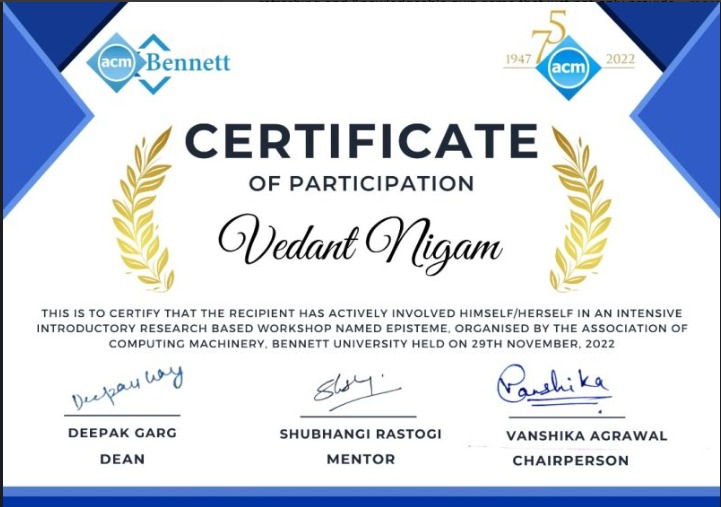 acm Bennett
75
1947 acm 2022
CERTIFICATE
OF PARTICIPATION
Vedant Nigam
THIS IS TO CERTIFY THAT THE RECIPIENT HAS ACTIVELY INVOLVED HIMSELF/HERSELF IN AN INTENSIVE
INTRODUCTORY RESEARCH BASED WORKSHOP NAMED EPISTEME, ORGANISED BY THE ASSOCIATION OF
COMPUTING MACHINERY, BENNETT UNIVERSITY HELD ON 29TH NOVEMBER, 2022
Vanshika
DEEPAK GARG
SHUBHANGI RASTOGI
VANSHIKA AGRAWAL
DEAN
MENTOR
CHAIRPERSON